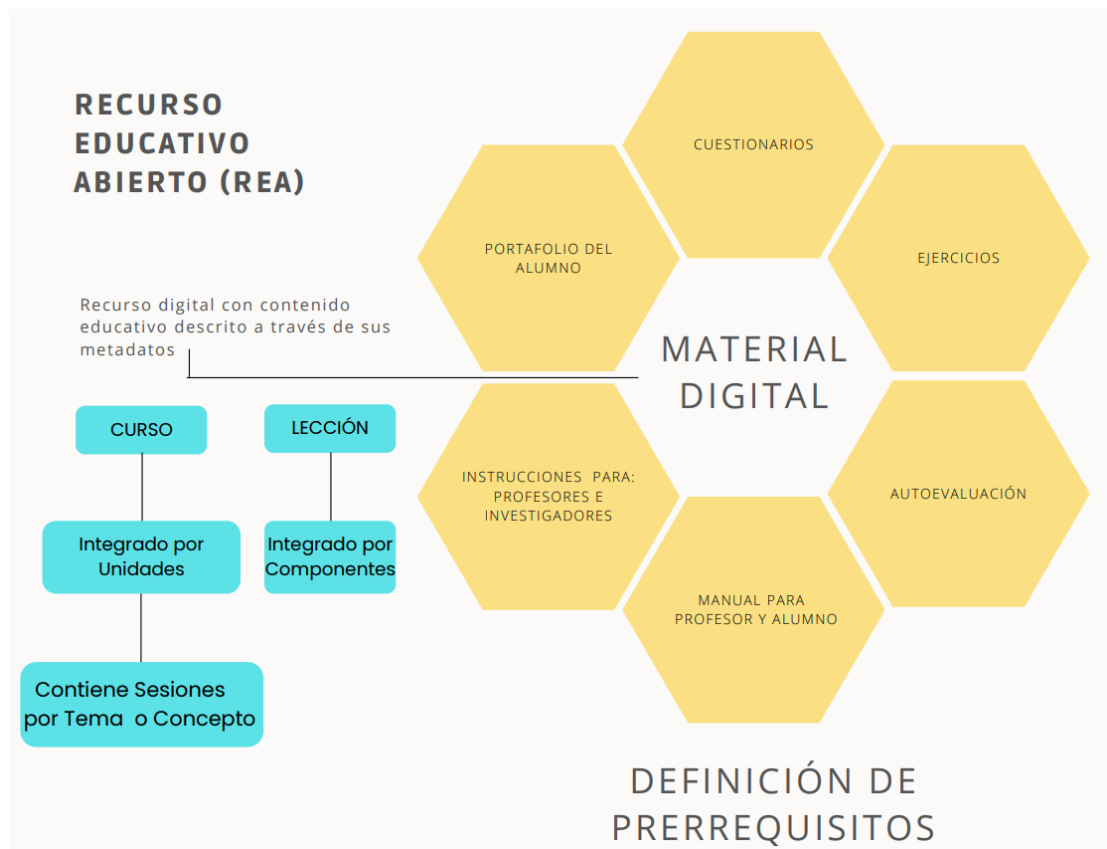 RECURSO
EDUCATIVO
ABIERTO (REA)
Recurso digital con contenido
educativo descrito a través de sus
metadatos
CURSO
LECCIÓN
Integrado por
Unidades
Integrado por
Componentes
Contiene Sesiones
por Tema o Concepto
CUESTIONARIOS
PORTAFOLIO DEL
ALUMNO
EJERCICIOS
MATERIAL
DIGITAL
INSTRUCCIONES PARA:
PROFESORES E
INVESTIGADORES
AUTOEVALUACIÓN
MANUAL PARA
PROFESOR Y ALUMNO
DEFINICIÓN DE
PRERREQUISITOS